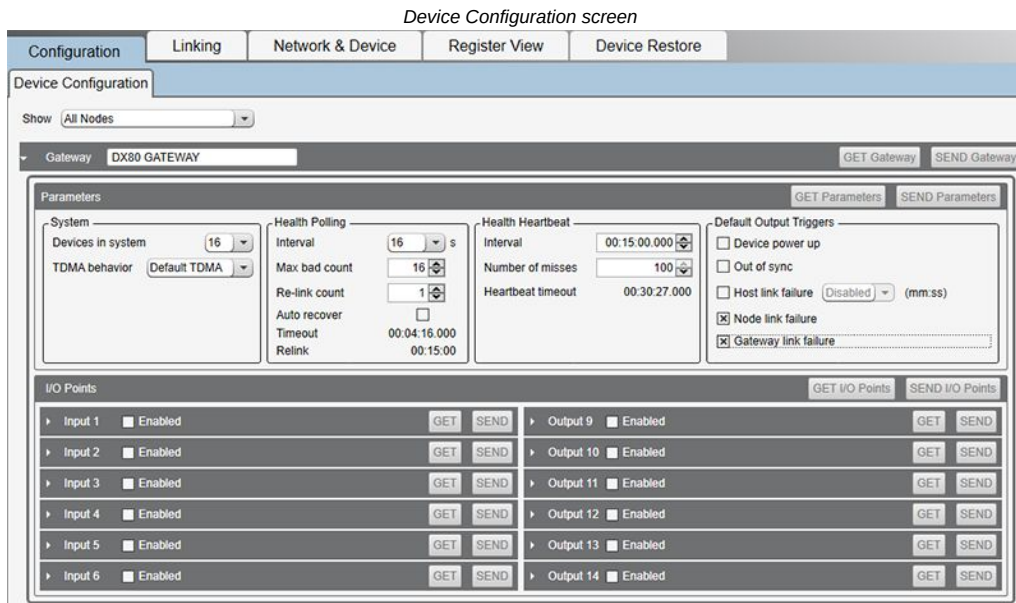 Device Configuration screen
Configuration Linking Network & Device Register View Device Restore
Device Configuration
Show All Nodes
Gateway DX80 GATEWAY GET Gateway SEND Gateway
Parameters GET Parameters SEND Parameters
System Health Polling Health Heartbeat Default Output Triggers
Devices in system 16 Interval 16 s Interval 00:15:00.000 Device power up
TDMA behavior Default TDMA Max bad count 16 Number of misses 100 Out of sync
Re-link count 1 Heartbeat timeout 00:30:27.000 Host link failure Disabled (mm:ss)
Auto recover Node link failure
Timeout 00:04:16.000 Gateway link failure
Relink 00:15:00
I/O Points GET I/O Points SEND I/O Points
Input 1 Enabled GET SEND Output 9 Enabled GET SEND
Input 2 Enabled GET SEND Output 10 Enabled GET SEND
Input 3 Enabled GET SEND Output 11 Enabled GET SEND
Input 4 Enabled GET SEND Output 12 Enabled GET SEND
Input 5 Enabled GET SEND Output 13 Enabled GET SEND
Input 6 Enabled GET SEND Output 14 Enabled GET SEND